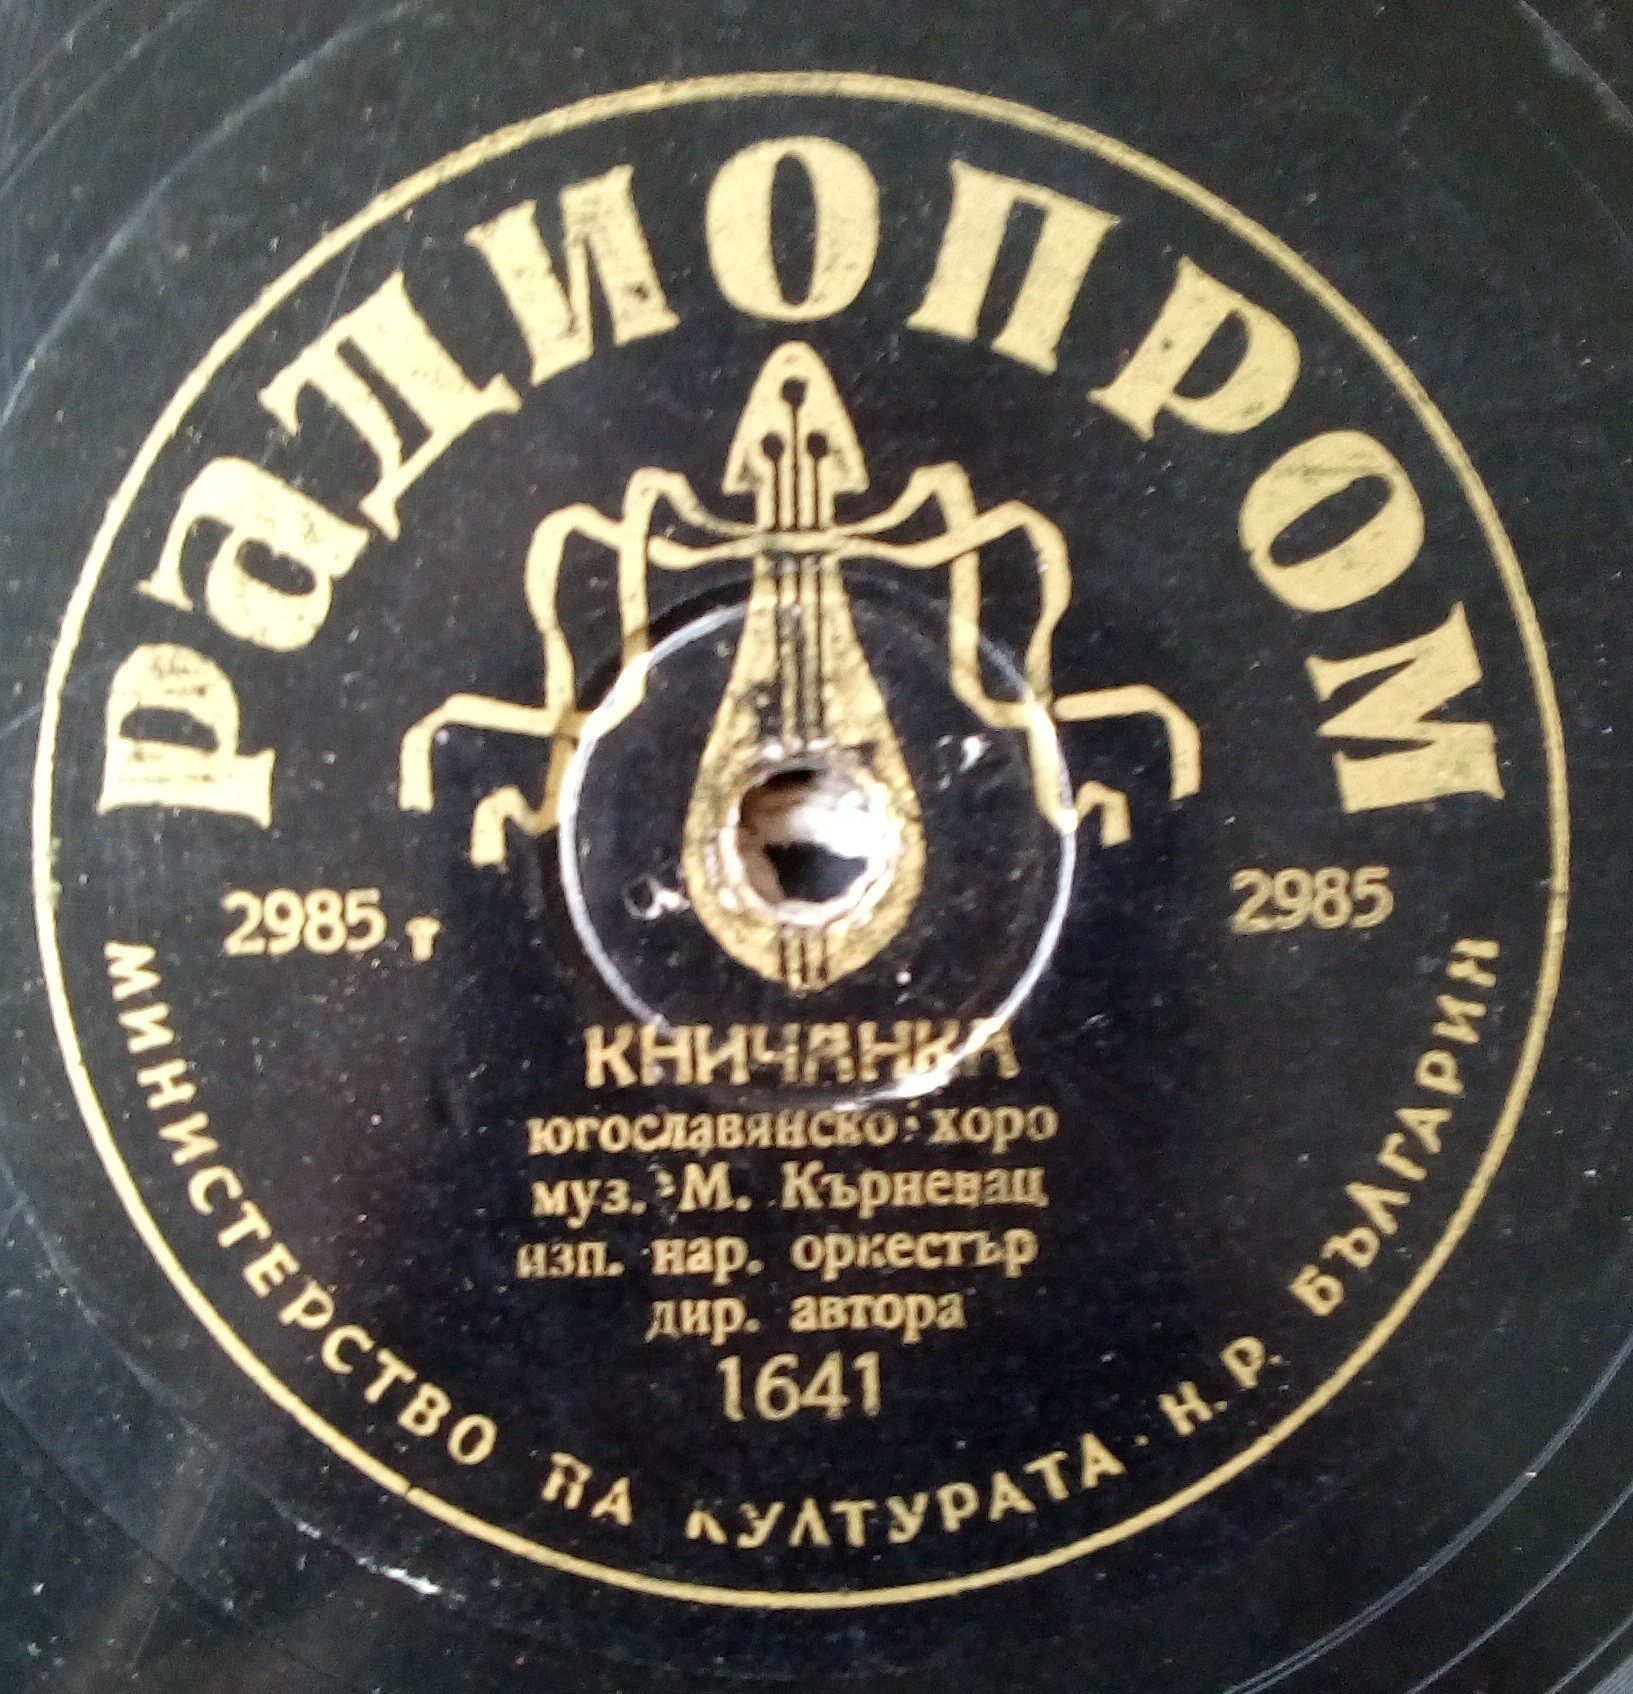 РАДИОПРОМ
2985 т
2985
КНИЧАНКА
югославянско хоро
муз. М. Кърневац
изп. нар. оркестър
дир. автора
1641
МИНИСТЕРСТВО НА КУЛТУРАТА · Н. Р. БЪЛГАРИЯ